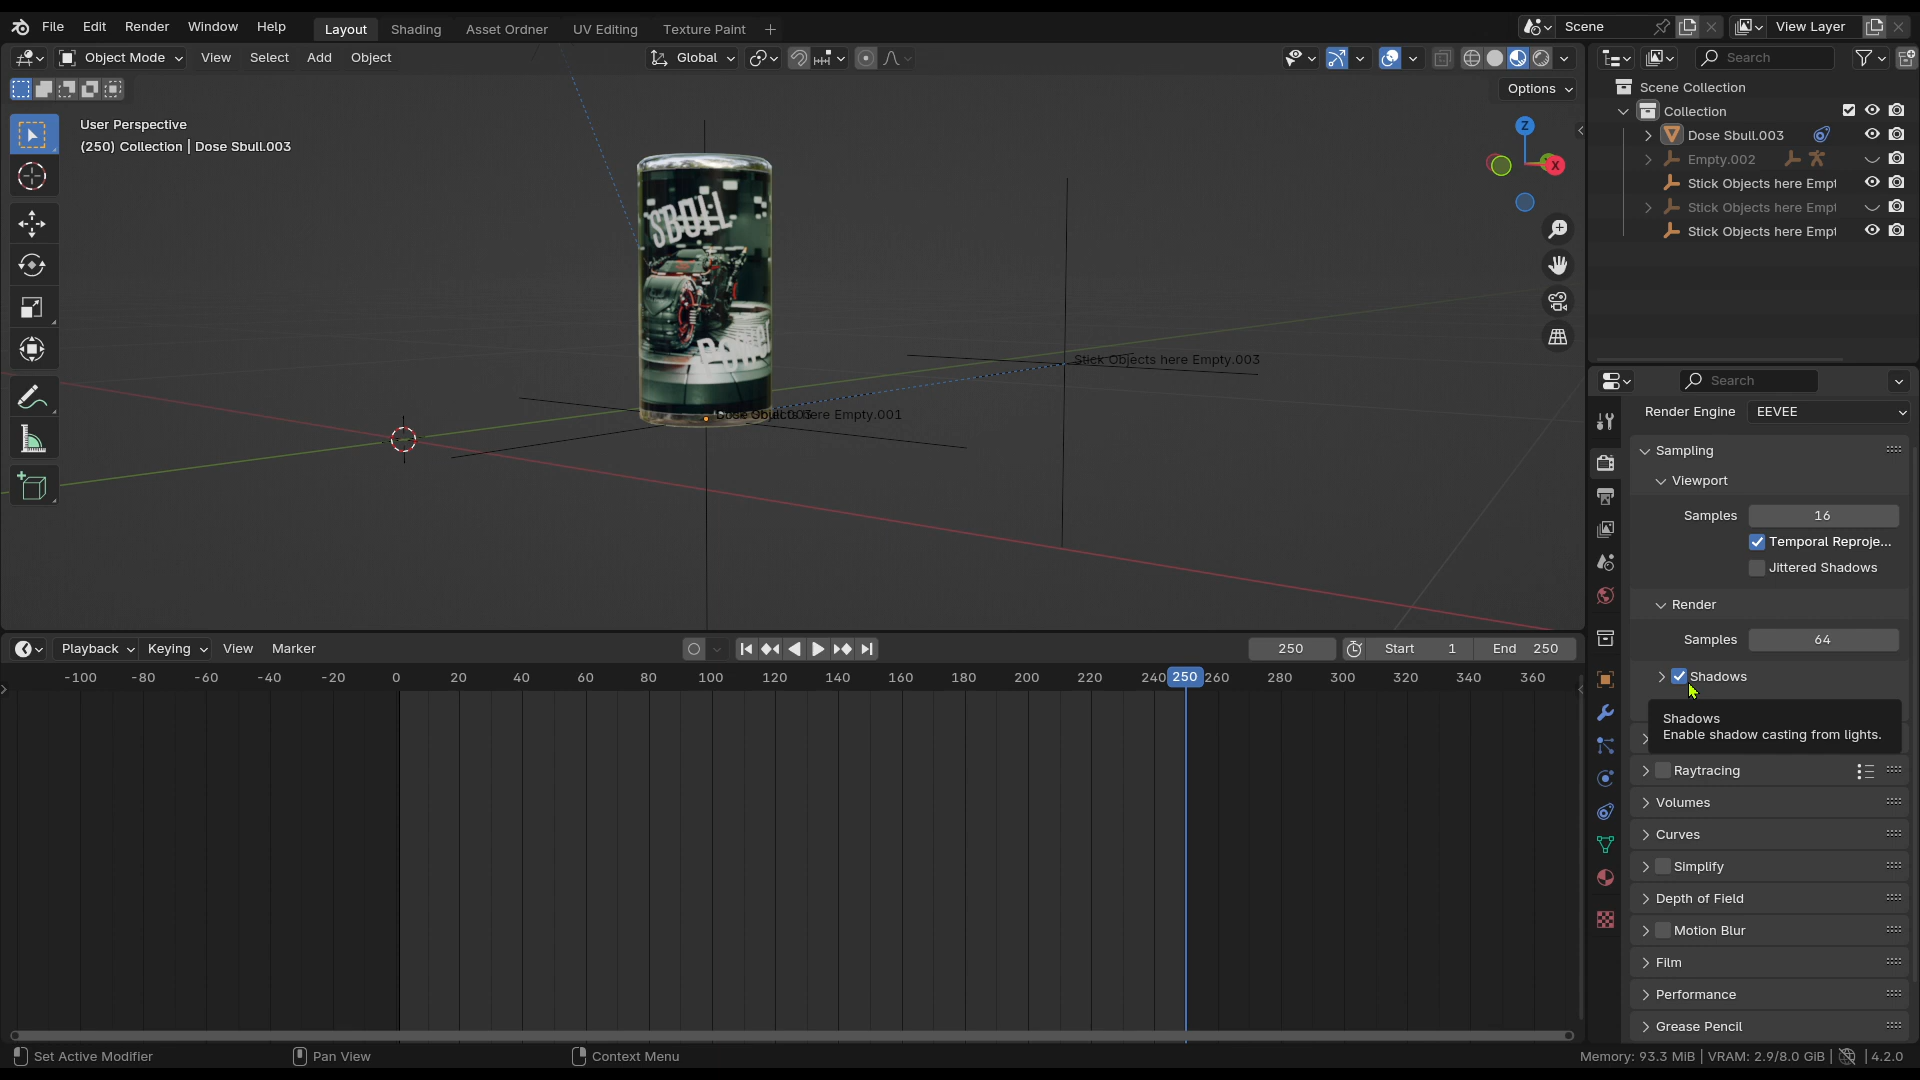 File Edit Render Window Help Layout Shading Asset Ordner UV Editing Texture Paint Scene View Layer
Object Mode View Select Add Object Global Search
Options
Scene Collection
Collection
User Perspective
(250) Collection | Dose Sbull.003
Dose Sbull.003
Empty.002
Stick Objects here Empt
Stick Objects here Empt
Stick Objects here Empt
Z
X
SBULL
Stick Objects here Empty.003
Search
Render Engine EEVEE
Sampling
Viewport
Samples 16
Temporal Reproje...
Jittered Shadows
Render
Samples 64
Shadows
Shadows
Enable shadow casting from lights.
Raytracing
Volumes
Curves
Simplify
Depth of Field
Motion Blur
Film
Performance
Grease Pencil
Playback Keying View Marker 250 Start 1 End 250
-100 -80 -60 -40 -20 0 20 40 60 80 100 120 140 160 180 200 220 240 250 260 280 300 320 340 360
Set Active Modifier Pan View Context Menu Memory: 93.3 MiB | VRAM: 2.9/8.0 GiB | 4.2.0